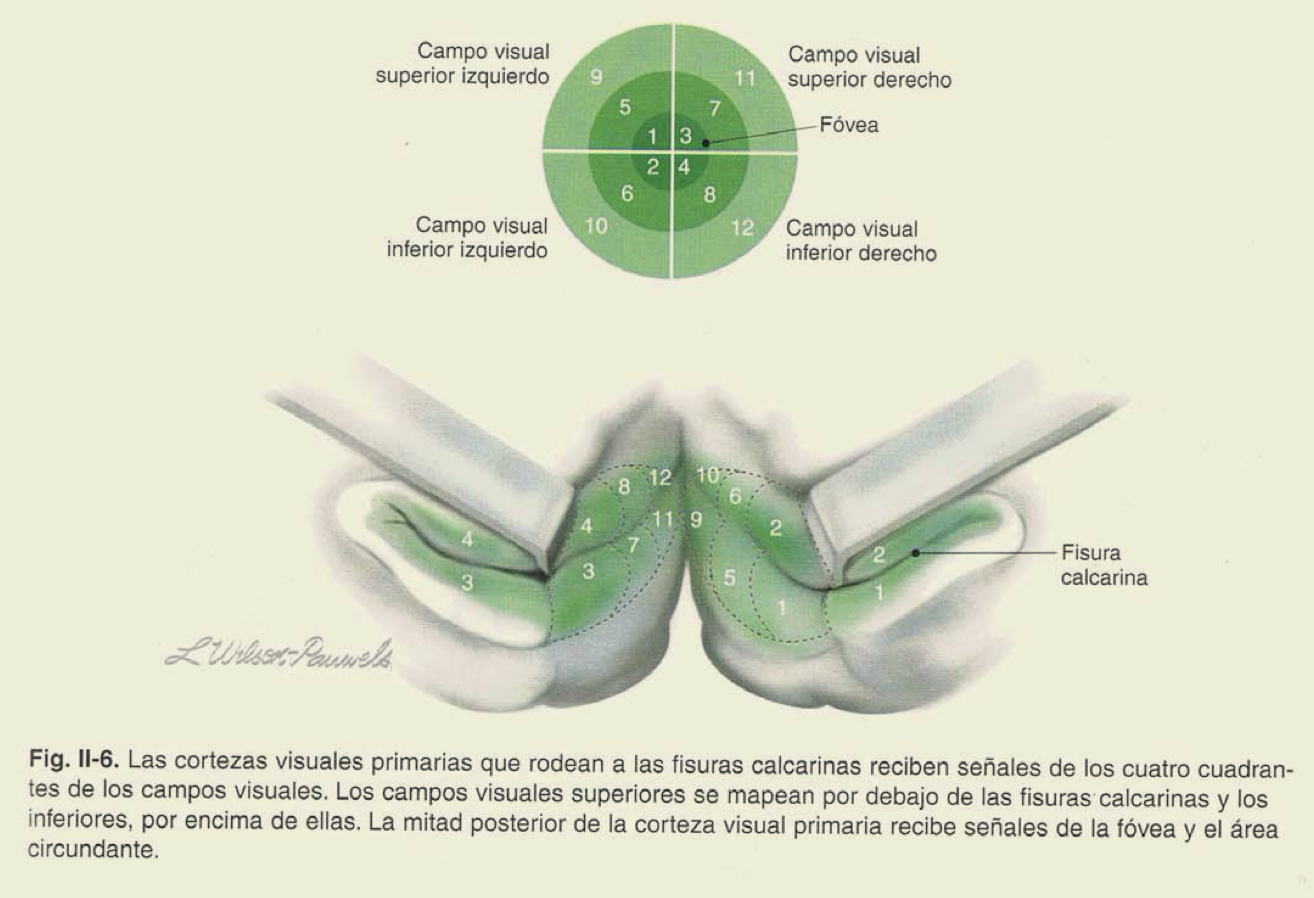 Campo visual
superior izquierdo
Campo visual
superior derecho
Fóvea
9
11
5
7
1
3
2
4
6
8
10
12
Campo visual
inferior izquierdo
Campo visual
inferior derecho
12
10
8
6
4
2
11
9
4
7
2
3
3
5
1
1
Fisura
calcarina
L Wilson-Pauwels
Fig. II-6. Las cortezas visuales primarias que rodean a las fisuras calcarinas reciben señales de los cuatro cuadran-
tes de los campos visuales. Los campos visuales superiores se mapean por debajo de las fisuras calcarinas y los
inferiores, por encima de ellas. La mitad posterior de la corteza visual primaria recibe señales de la fóvea y el área
circundante.